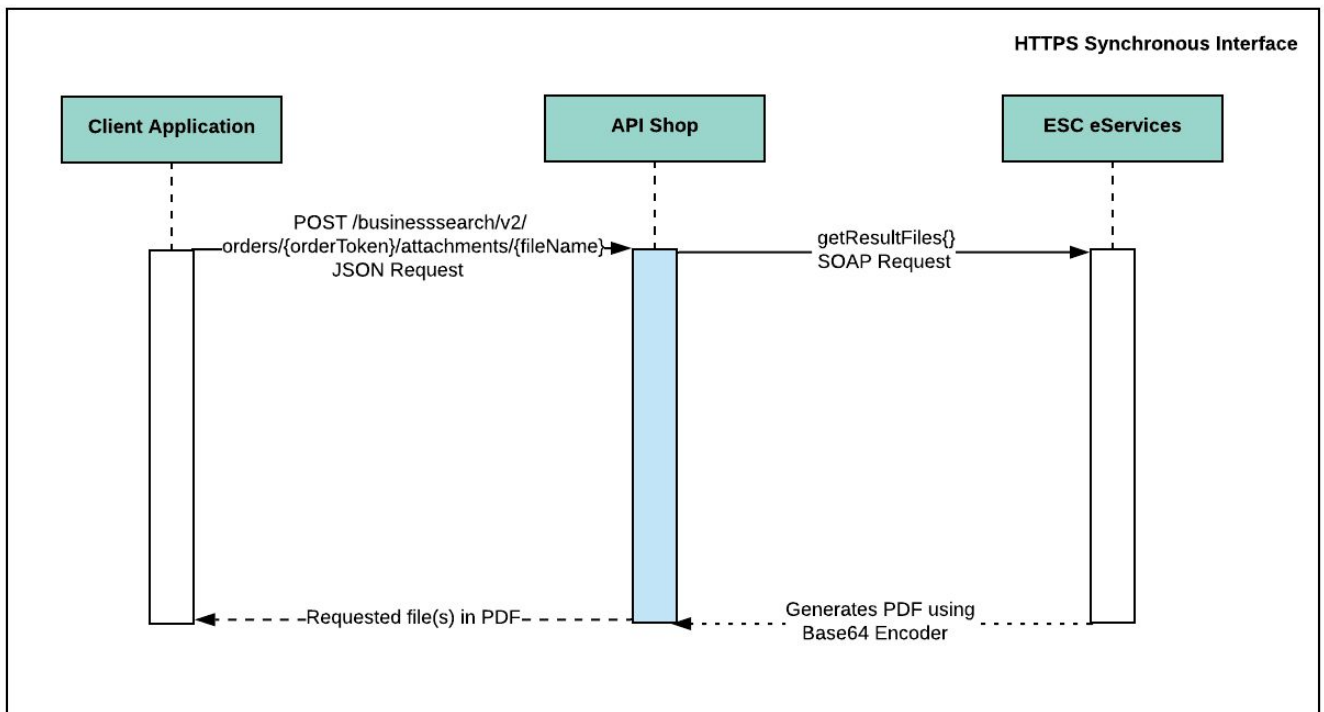 HTTPS Synchronous Interface
Client Application
API Shop
ESC eServices
POST /businesssearch/v2/
orders/{orderToken}/attachments/{fileName}
JSON Request
getResultFiles{}
SOAP Request
Requested file(s) in PDF
Generates PDF using
Base64 Encoder